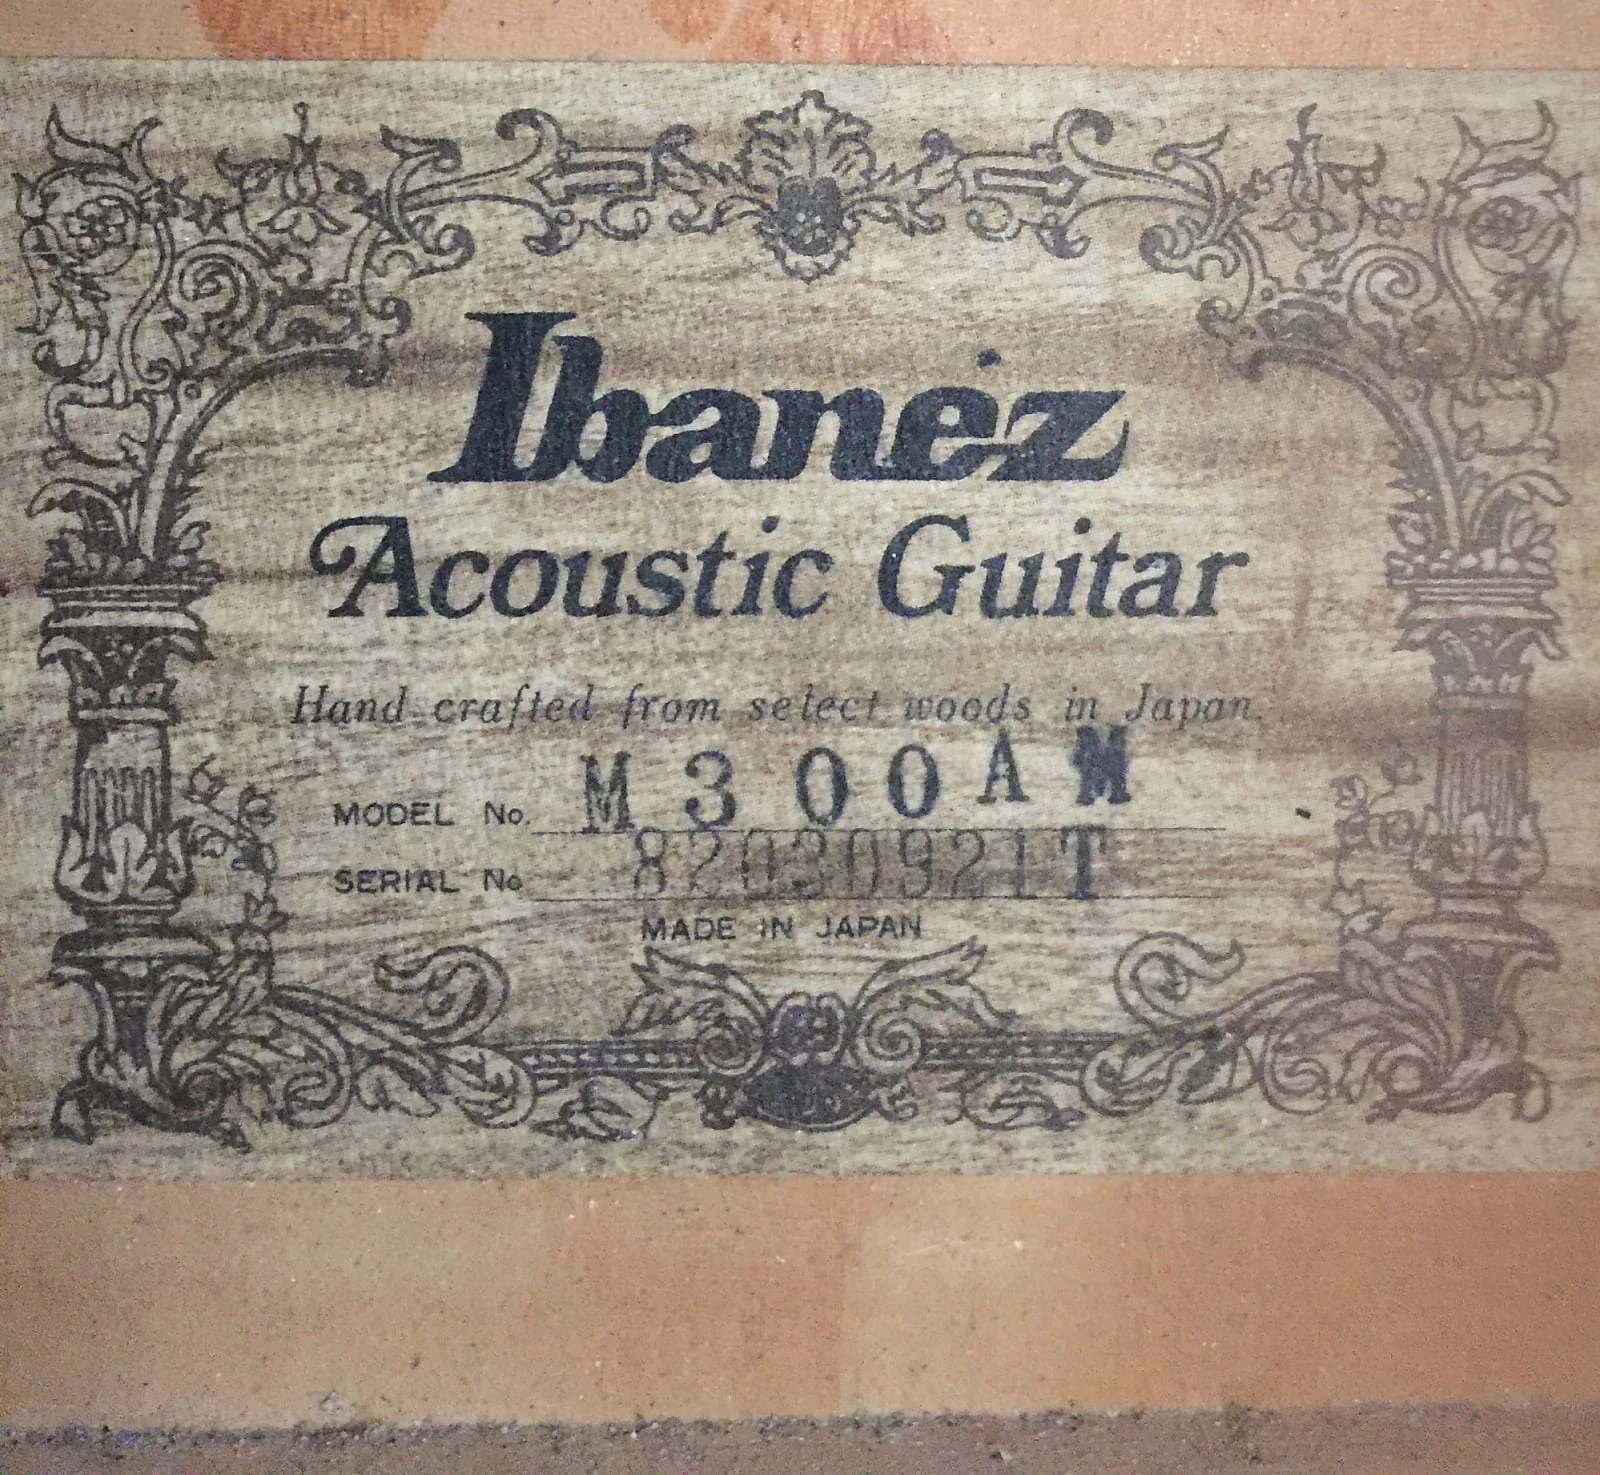 Ibanez
Acoustic Guitar
Hand crafted from select woods in Japan.
MODEL No. M300AM
SERIAL No 82030921T
MADE IN JAPAN